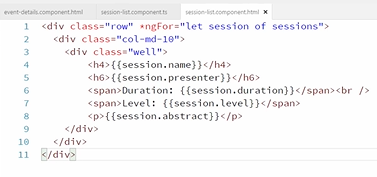 event-details.component.html session-list.component.ts session-list.component.html ×
1 <div class="row" *ngFor="let session of sessions">
2 <div class="col-md-10">
3 <div class="well">
4 <h4>{{session.name}}</h4>
5 <h6>{{session.presenter}}</h6>
6 <span>Duration: {{session.duration}}</span><br />
7 <span>Level: {{session.level}}</span>
8 <p>{{session.abstract}}</p>
9 </div>
10 </div>
11 </div>